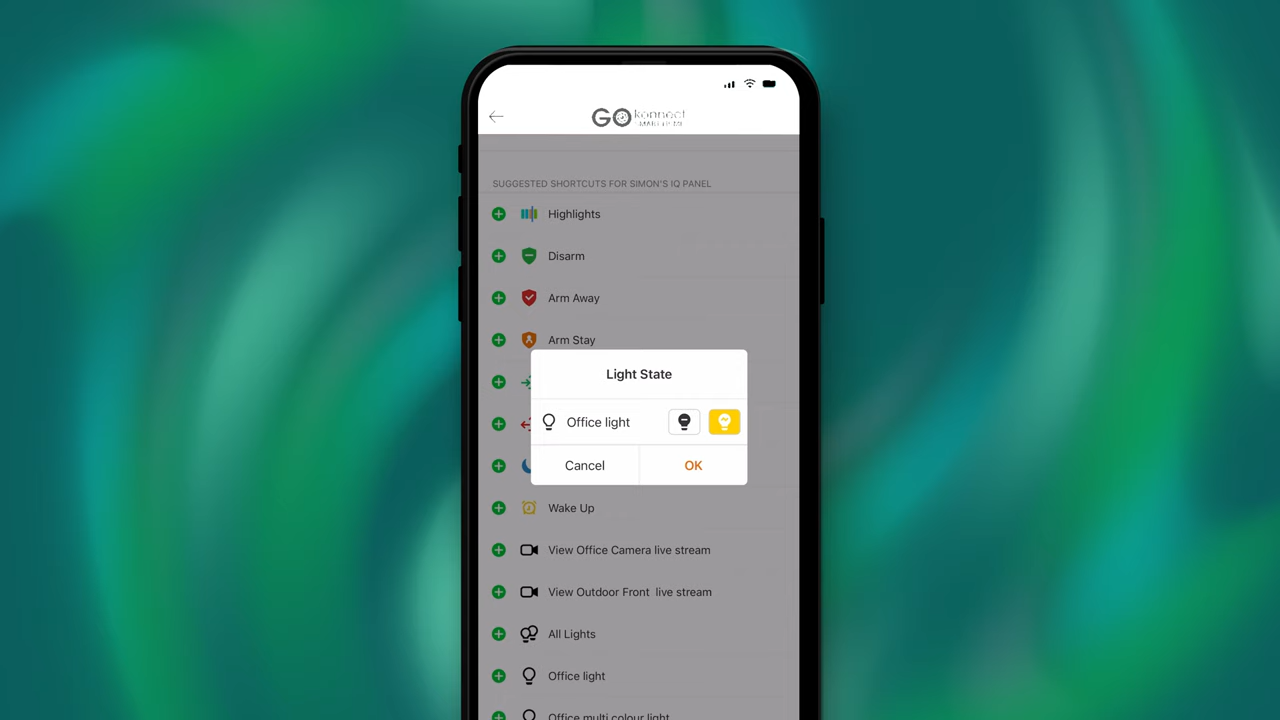 GO konnect
SUGGESTED SHORTCUTS FOR SIMON'S IQ PANEL
Highlights
Disarm
Arm Away
Arm Stay
Light State
Office light
Cancel
OK
Wake Up
View Office Camera live stream
View Outdoor Front live stream
All Lights
Office light
Office multi colour light